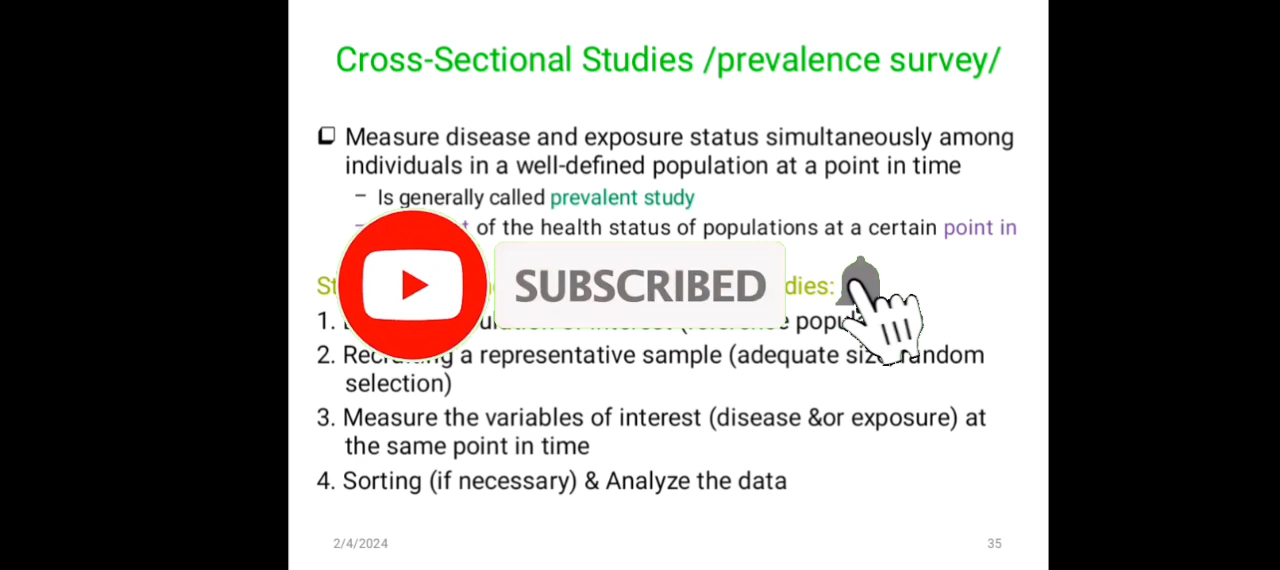 Cross-Sectional Studies /prevalence survey/
Measure disease and exposure status simultaneously among
individuals in a well-defined population at a point in time
– Is generally called prevalent study
– of the health status of populations at a certain point in
SUBSCRIBED
1. of interest
2. Recruiting a representative sample (adequate size, random
selection)
3. Measure the variables of interest (disease &or exposure) at
the same point in time
4. Sorting (if necessary) & Analyze the data
2/4/2024
35